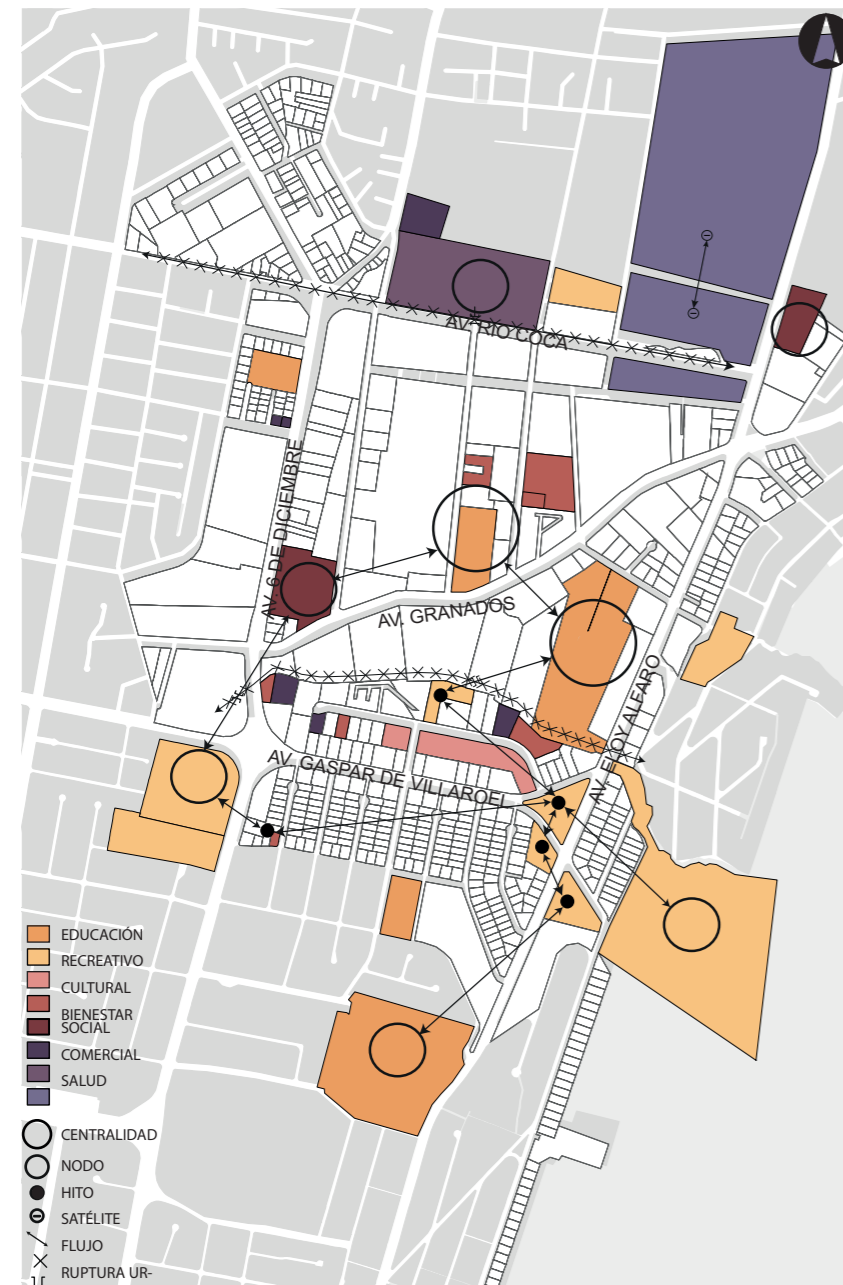 AV. RIO COCA
AV. 6 DE DICIEMBRE
AV. GRANADOS
AV. ELOY ALFARO
AV. GASPAR DE VILLAROEL
EDUCACIÓN
RECREATIVO
CULTURAL
BIENESTAR
SOCIAL
COMERCIAL
SALUD
CENTRALIDAD
NODO
HITO
SATÉLITE
FLUJO
RUPTURA UR-